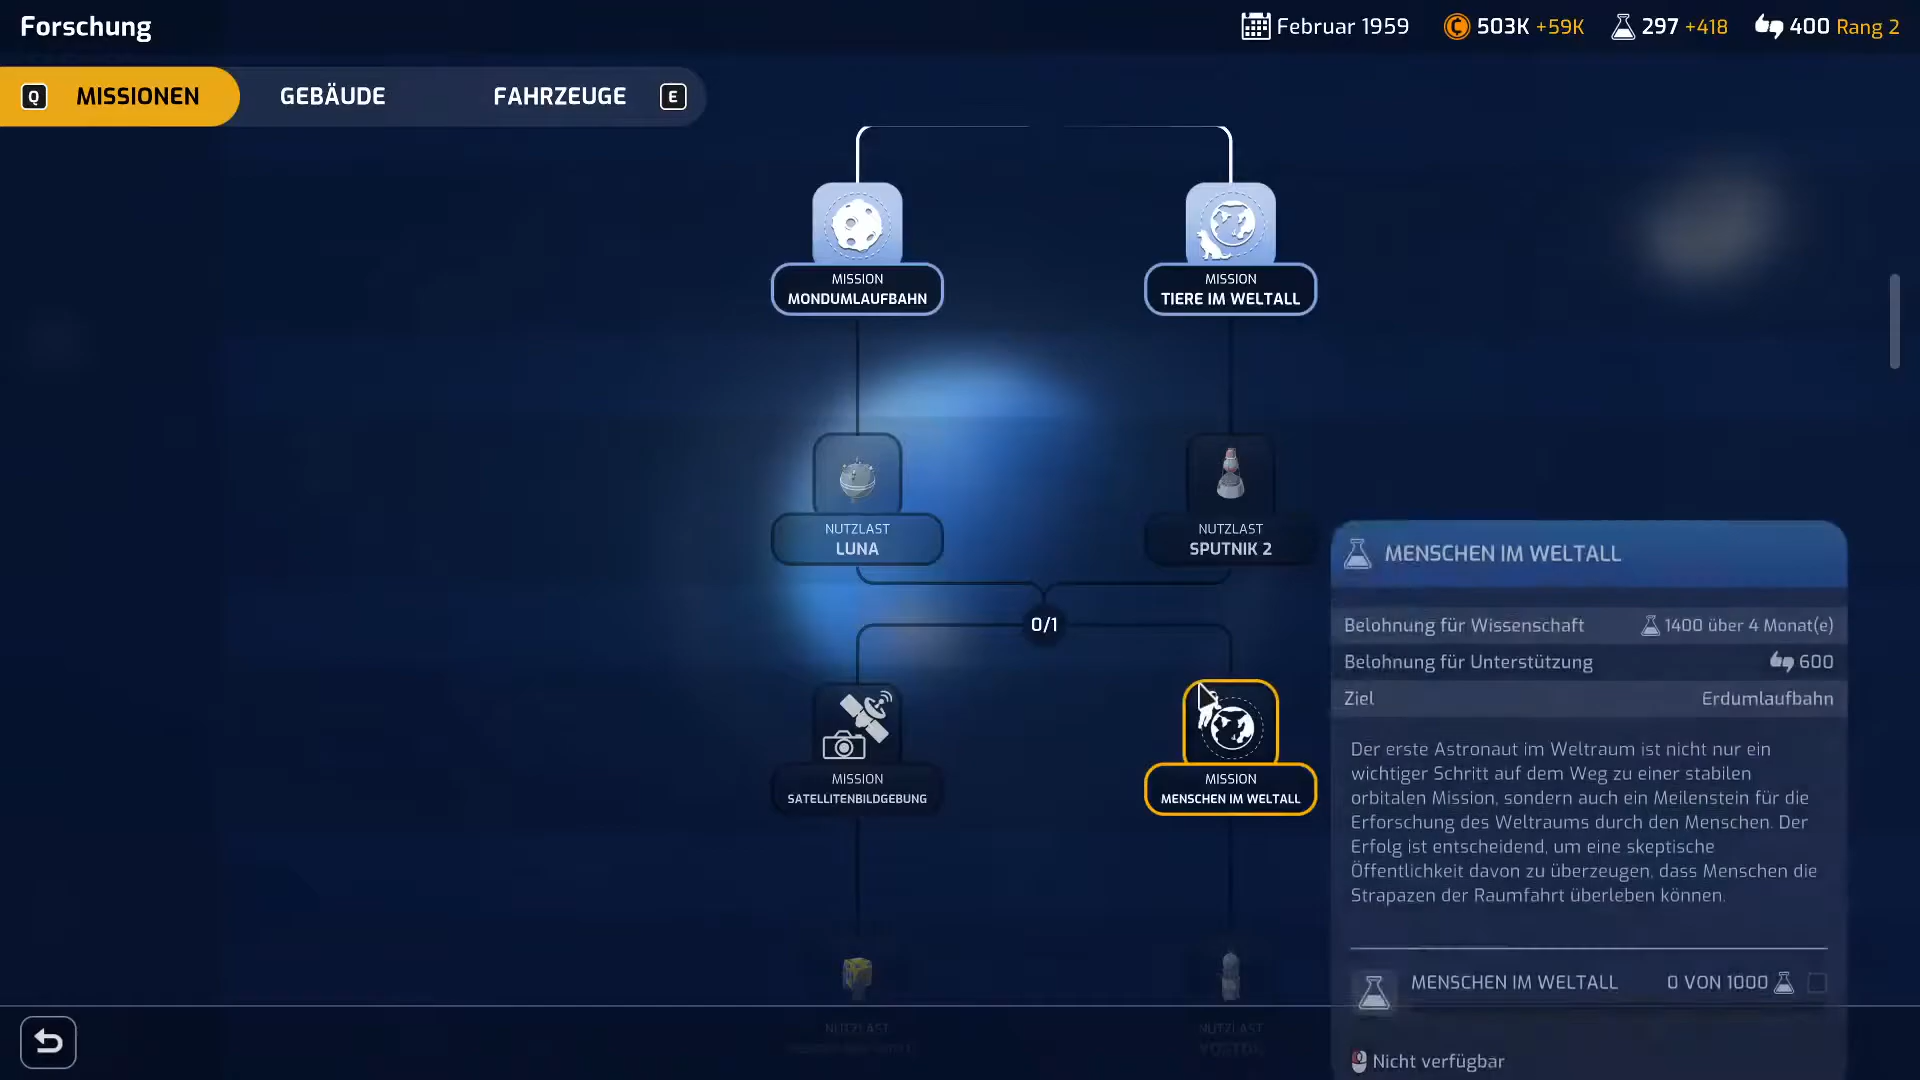 Forschung
Februar 1959
503K +59K
297 +418
400 Rang 2
Q
MISSIONEN
GEBÄUDE
FAHRZEUGE
E
MISSION
MONDUMLAUFBAHN
MISSION
TIERE IM WELTALL
NUTZLAST
LUNA
NUTZLAST
SPUTNIK 2
0/1
MISSION
SATELLITENBILDGEBUNG
MISSION
MENSCHEN IM WELTALL
NUTZLAST
NUTZLAST
VOSTOK
MENSCHEN IM WELTALL
Belohnung für Wissenschaft 1400 über 4 Monat(e)
Belohnung für Unterstützung 600
Ziel Erdumlaufbahn
Der erste Astronaut im Weltraum ist nicht nur ein
wichtiger Schritt auf dem Weg zu einer stabilen
orbitalen Mission, sondern auch ein Meilenstein für die
Erforschung des Weltraums durch den Menschen. Der
Erfolg ist entscheidend, um eine skeptische
Öffentlichkeit davon zu überzeugen, dass Menschen die
Strapazen der Raumfahrt überleben können.
MENSCHEN IM WELTALL 0 VON 1000
Nicht verfügbar